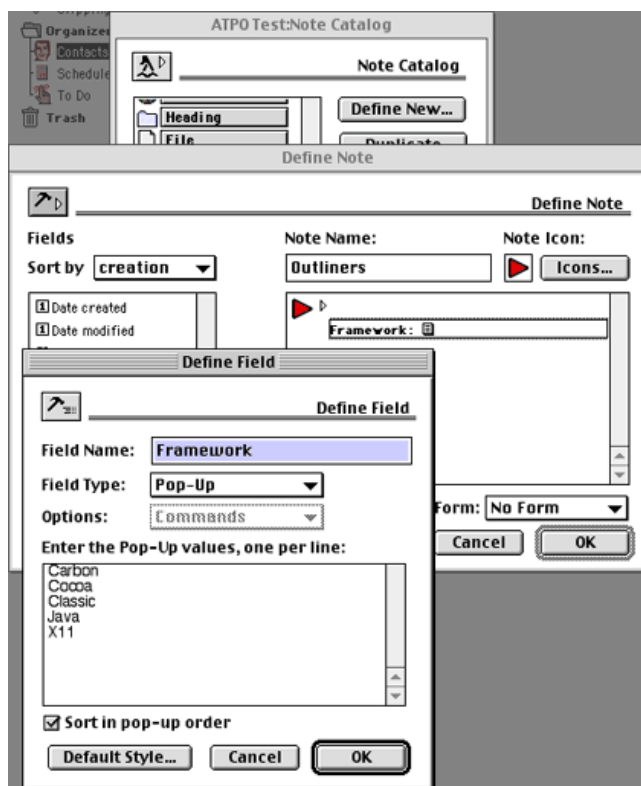 Organizer
Contacts
Schedule
To Do
Trash
ATPO Test:Note Catalog
Note Catalog
Heading
File
Define New...
Duplicate
Define Note
Define Note
Fields
Note Name:
Note Icon:
Sort by creation
Outliners
Icons...
Date created
Date modified
Framework:
Define Field
Define Field
Field Name: Framework
Field Type: Pop-Up
Options: Commands
Enter the Pop-Up values, one per line:
Carbon
Cocoa
Classic
Java
X11
Sort in pop-up order
Default Style...
Cancel
OK
Form: No Form
Cancel
OK